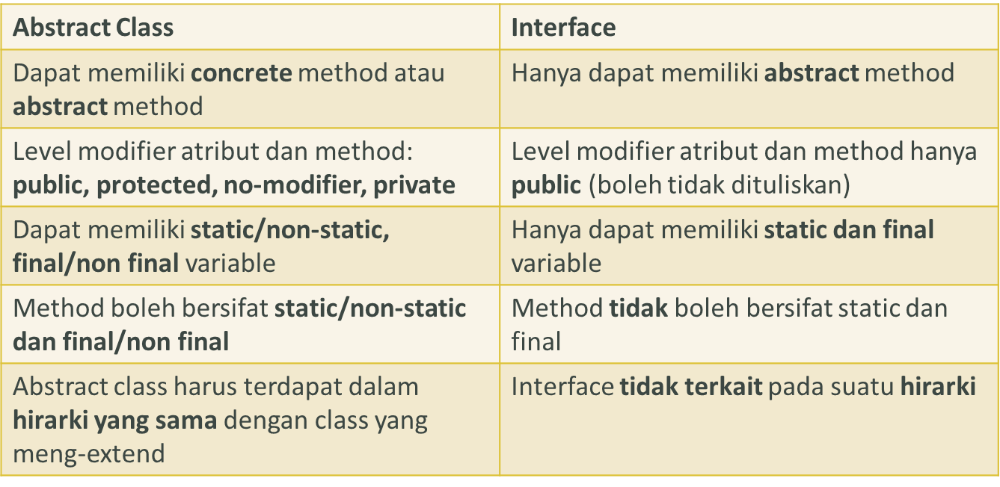 Abstract Class
Interface
Dapat memiliki concrete method atau
abstract method
Hanya dapat memiliki abstract method
Level modifier atribut dan method:
public, protected, no-modifier, private
Level modifier atribut dan method hanya
public (boleh tidak dituliskan)
Dapat memiliki static/non-static,
final/non final variable
Hanya dapat memiliki static dan final
variable
Method boleh bersifat static/non-static
dan final/non final
Method tidak boleh bersifat static dan
final
Abstract class harus terdapat dalam
hirarki yang sama dengan class yang
meng-extend
Interface tidak terkait pada suatu hirarki